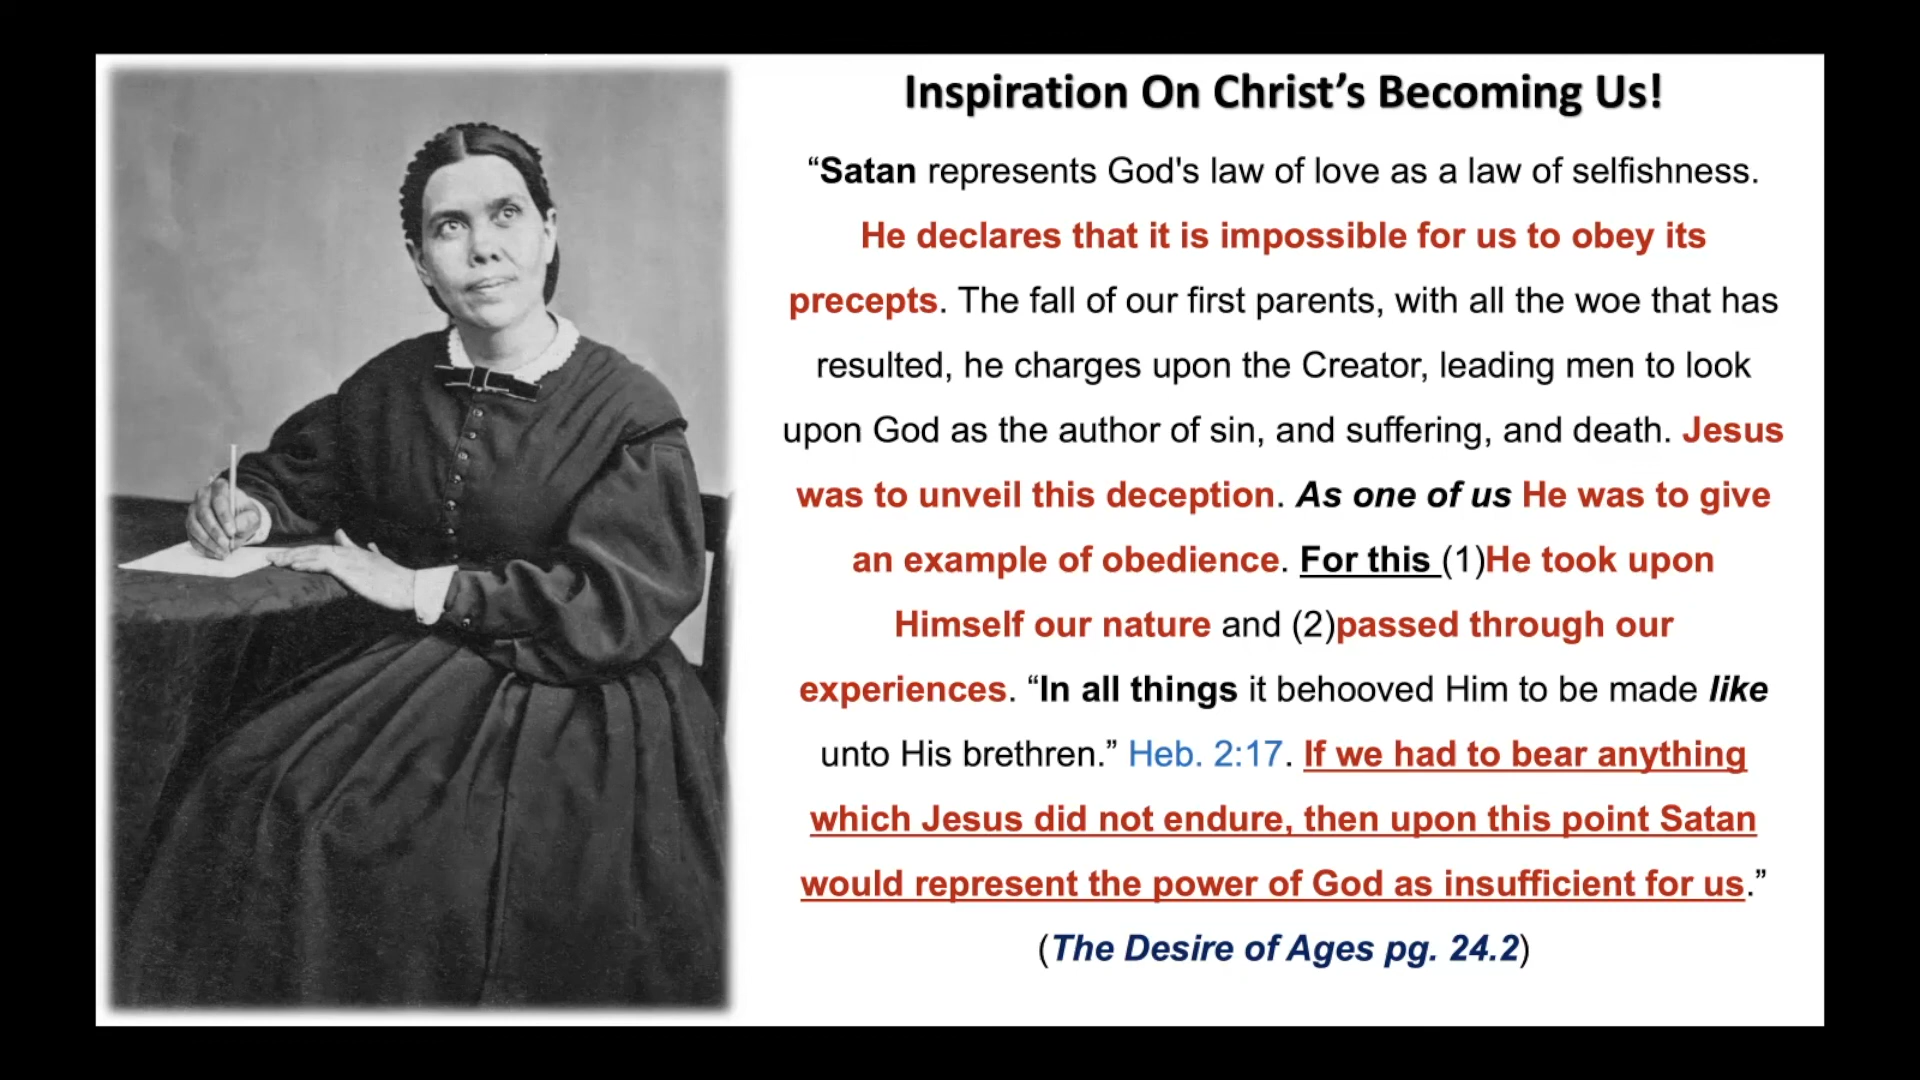 Inspiration On Christ’s Becoming Us!
“Satan represents God's law of love as a law of selfishness.
He declares that it is impossible for us to obey its
precepts. The fall of our first parents, with all the woe that has
resulted, he charges upon the Creator, leading men to look
upon God as the author of sin, and suffering, and death. Jesus
was to unveil this deception. As one of us He was to give
an example of obedience. For this (1)He took upon
Himself our nature and (2)passed through our
experiences. “In all things it behooved Him to be made like
unto His brethren.” Heb. 2:17. If we had to bear anything
which Jesus did not endure, then upon this point Satan
would represent the power of God as insufficient for us.”
(The Desire of Ages pg. 24.2)